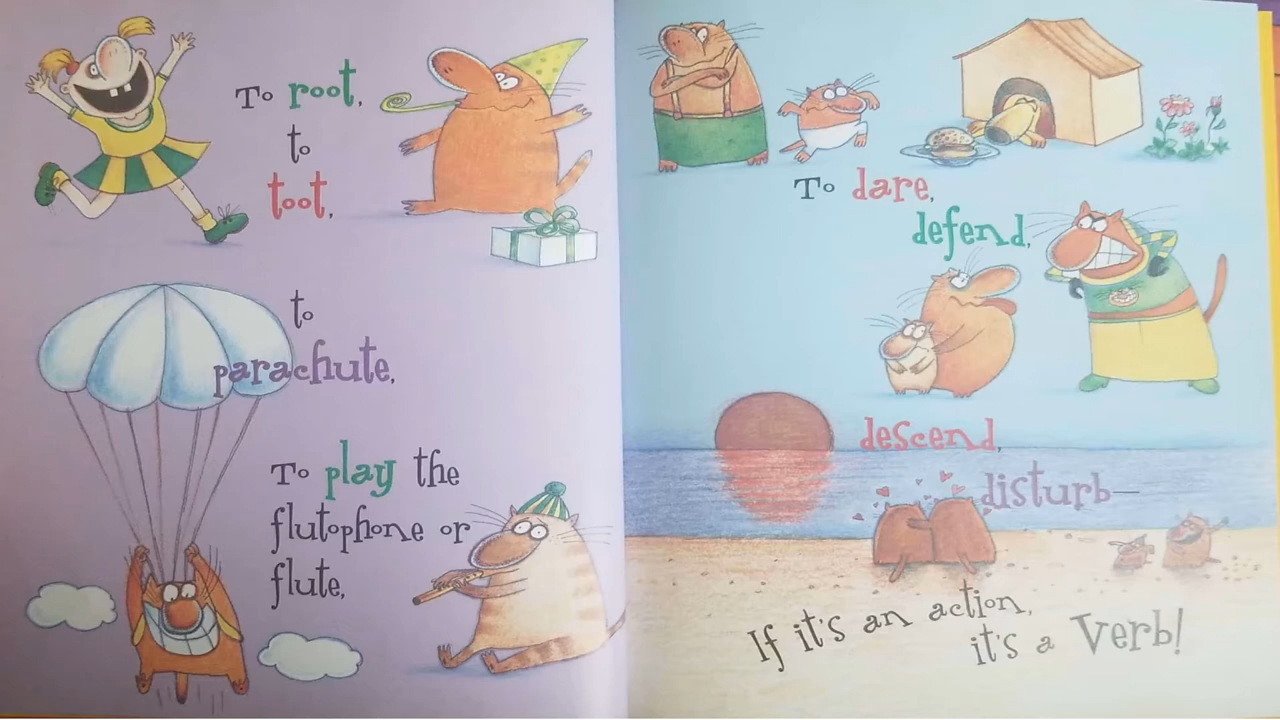 To root,
to
toot,
to
parachute,
To play the
flutophone or
flute,
To dare,
defend,
descend,
disturb—
If it's an action,
it's a Verb!